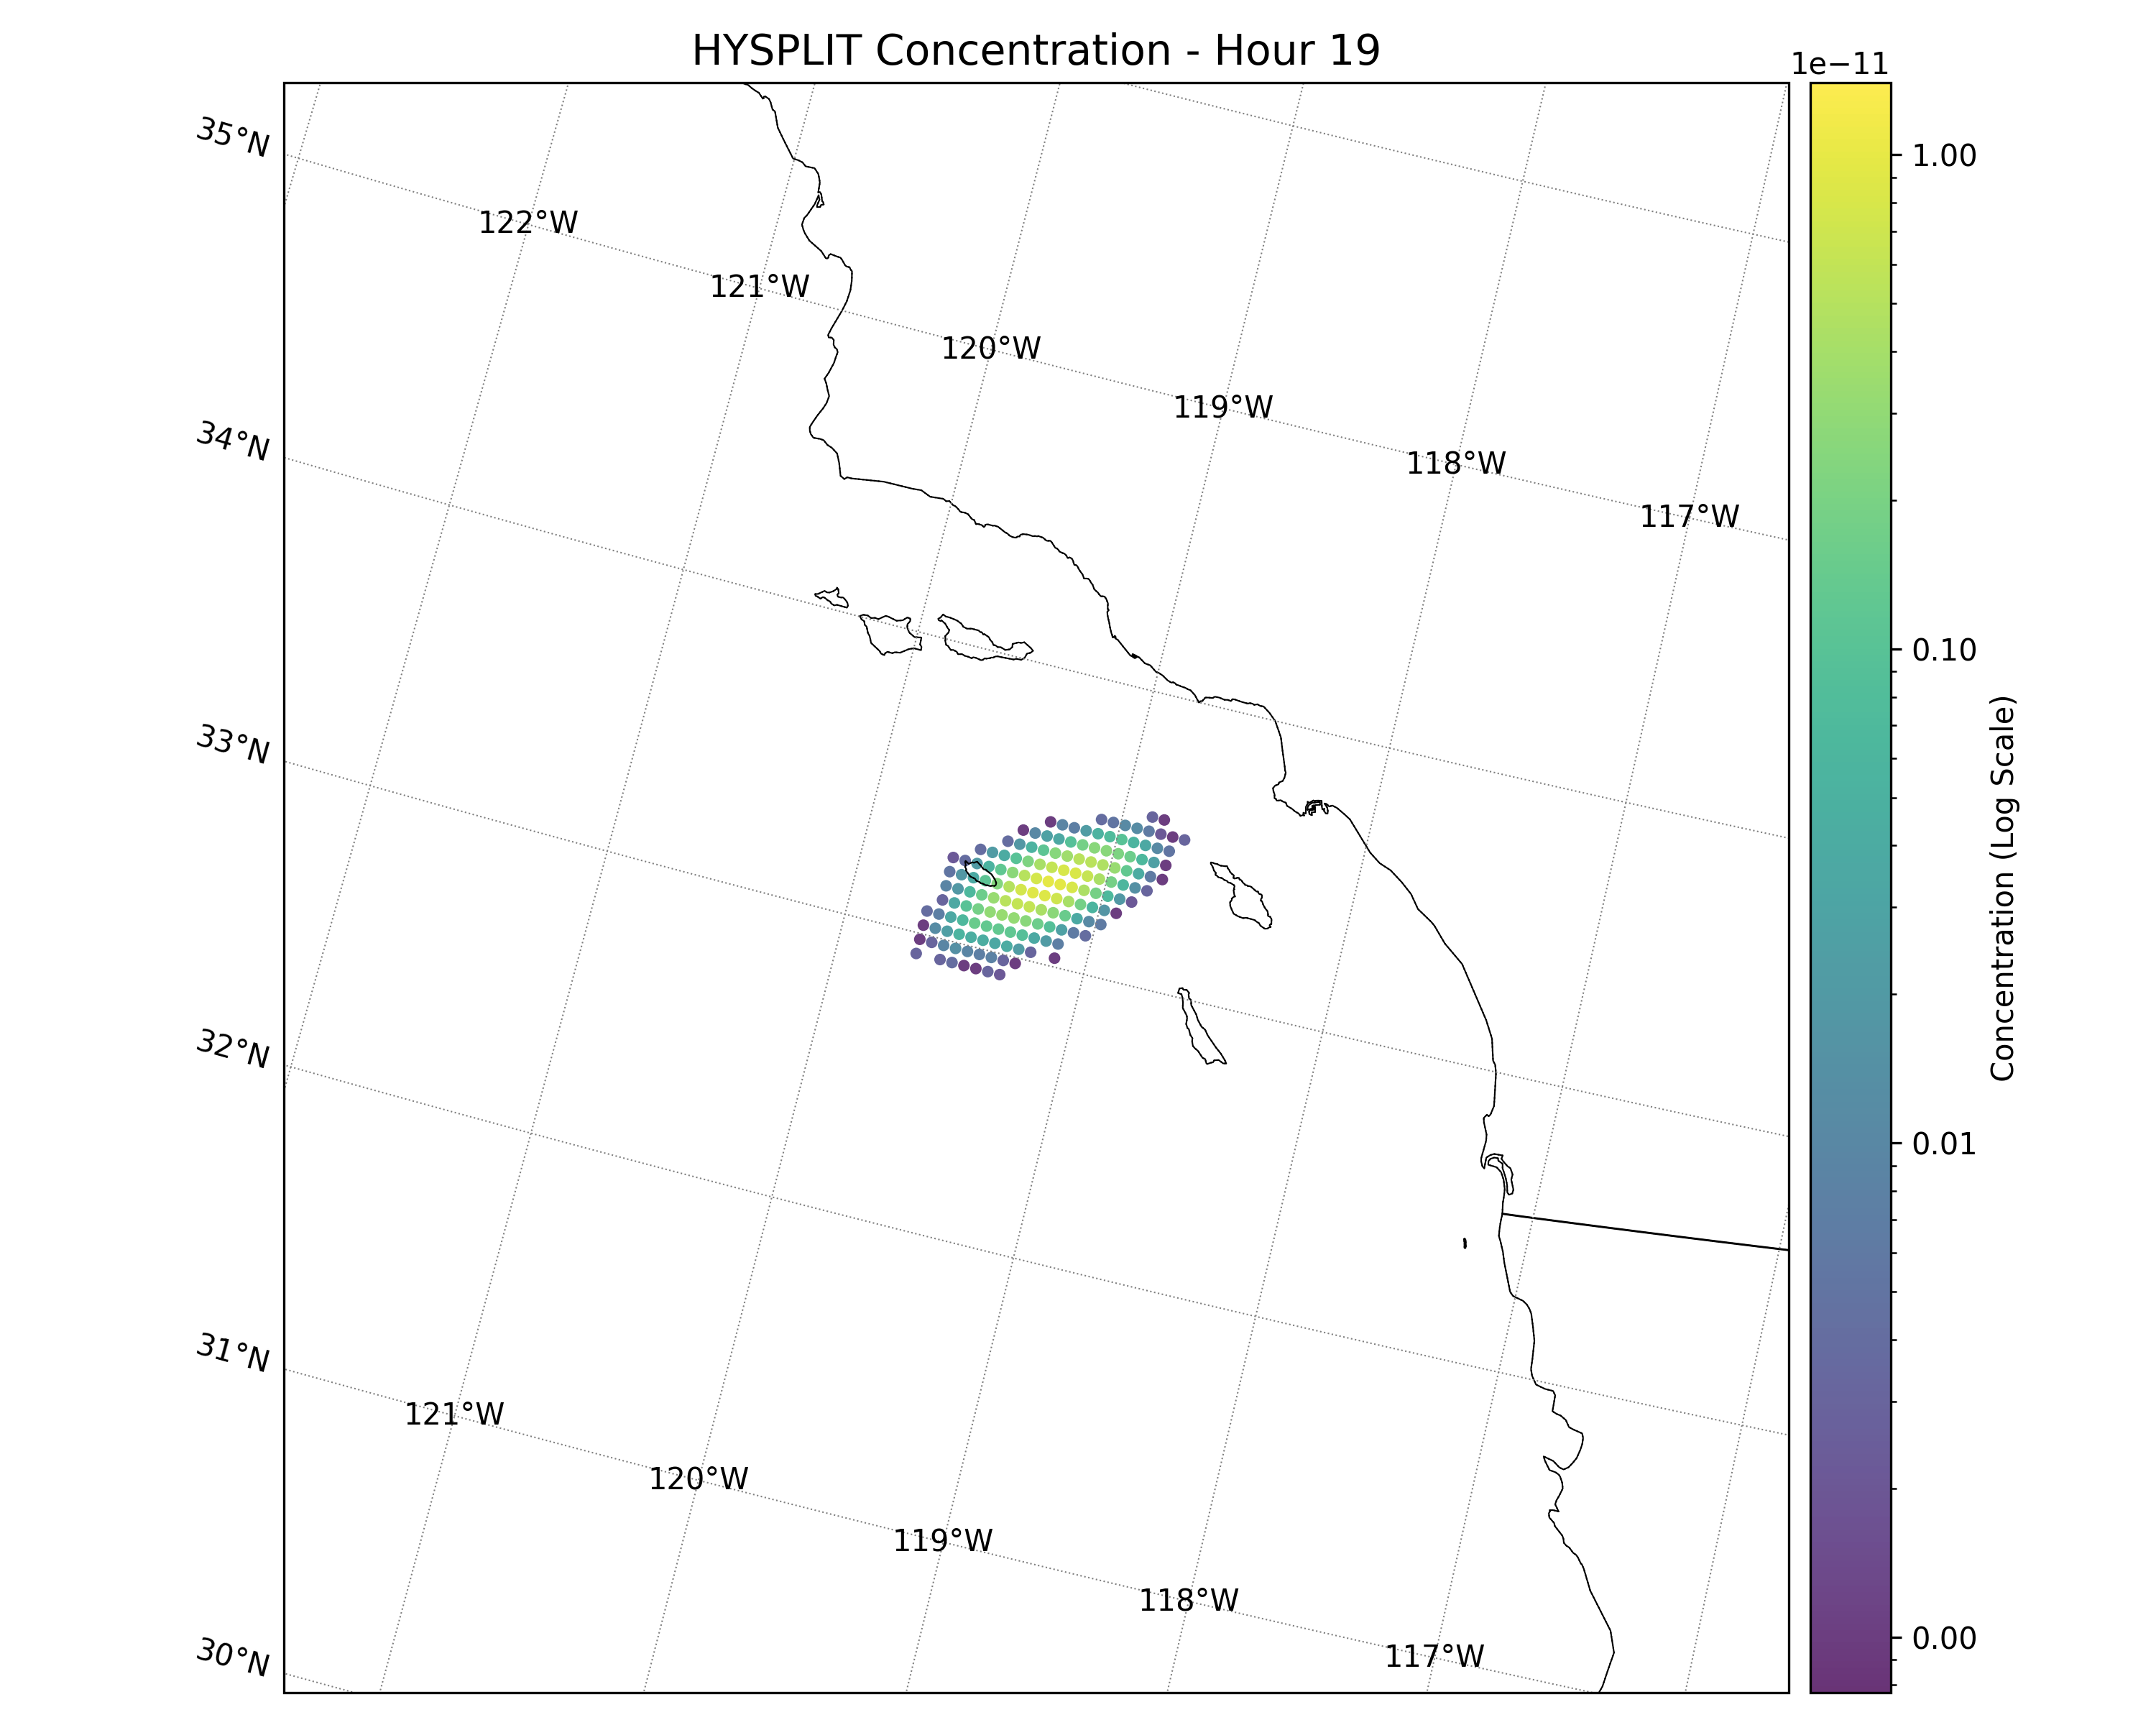 HYSPLIT Concentration - Hour 19
1e−11
35°N
34°N
33°N
32°N
31°N
30°N
122°W
121°W
120°W
119°W
118°W
117°W
121°W
120°W
119°W
118°W
117°W
1.00
0.10
0.01
0.00
Concentration (Log Scale)